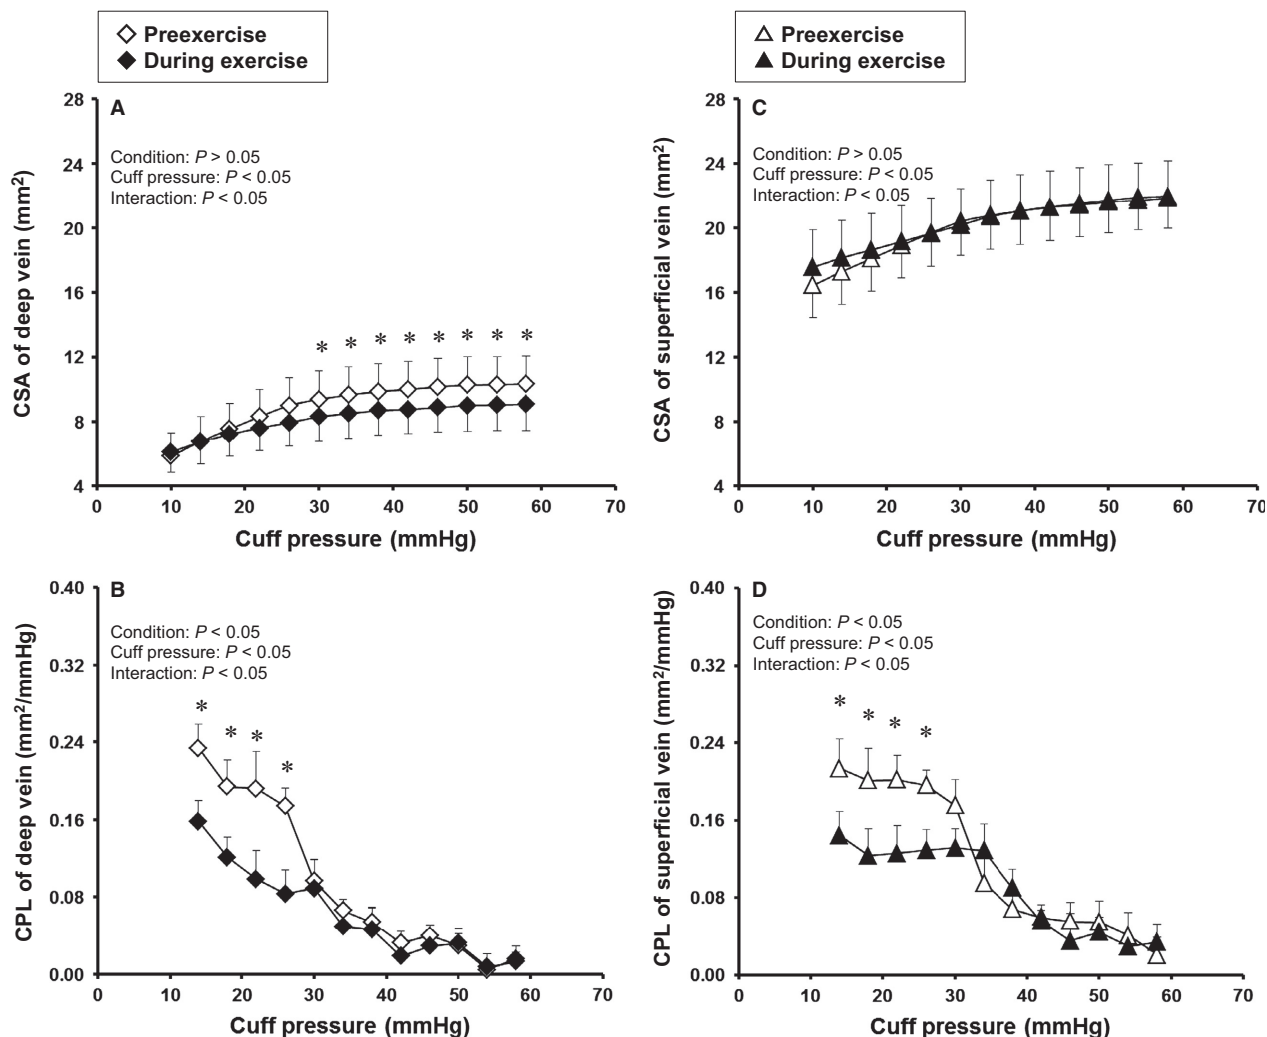 Preexercise
During exercise
A
Condition: P > 0.05
Cuff pressure: P < 0.05
Interaction: P < 0.05
* * * * * * * *
28
24
20
16
12
8
4
0 10 20 30 40 50 60 70
CSA of deep vein (mm²)
Cuff pressure (mmHg)
Preexercise
During exercise
C
Condition: P > 0.05
Cuff pressure: P < 0.05
Interaction: P < 0.05
28
24
20
16
12
8
4
0 10 20 30 40 50 60 70
CSA of superficial vein (mm²)
Cuff pressure (mmHg)
B
Condition: P < 0.05
Cuff pressure: P < 0.05
Interaction: P < 0.05
* * * *
0.40
0.32
0.24
0.16
0.08
0.00
0 10 20 30 40 50 60 70
CPL of deep vein (mm²/mmHg)
Cuff pressure (mmHg)
D
Condition: P < 0.05
Cuff pressure: P < 0.05
Interaction: P < 0.05
* * * *
0.40
0.32
0.24
0.16
0.08
0.00
0 10 20 30 40 50 60 70
CPL of superficial vein (mm²/mmHg)
Cuff pressure (mmHg)